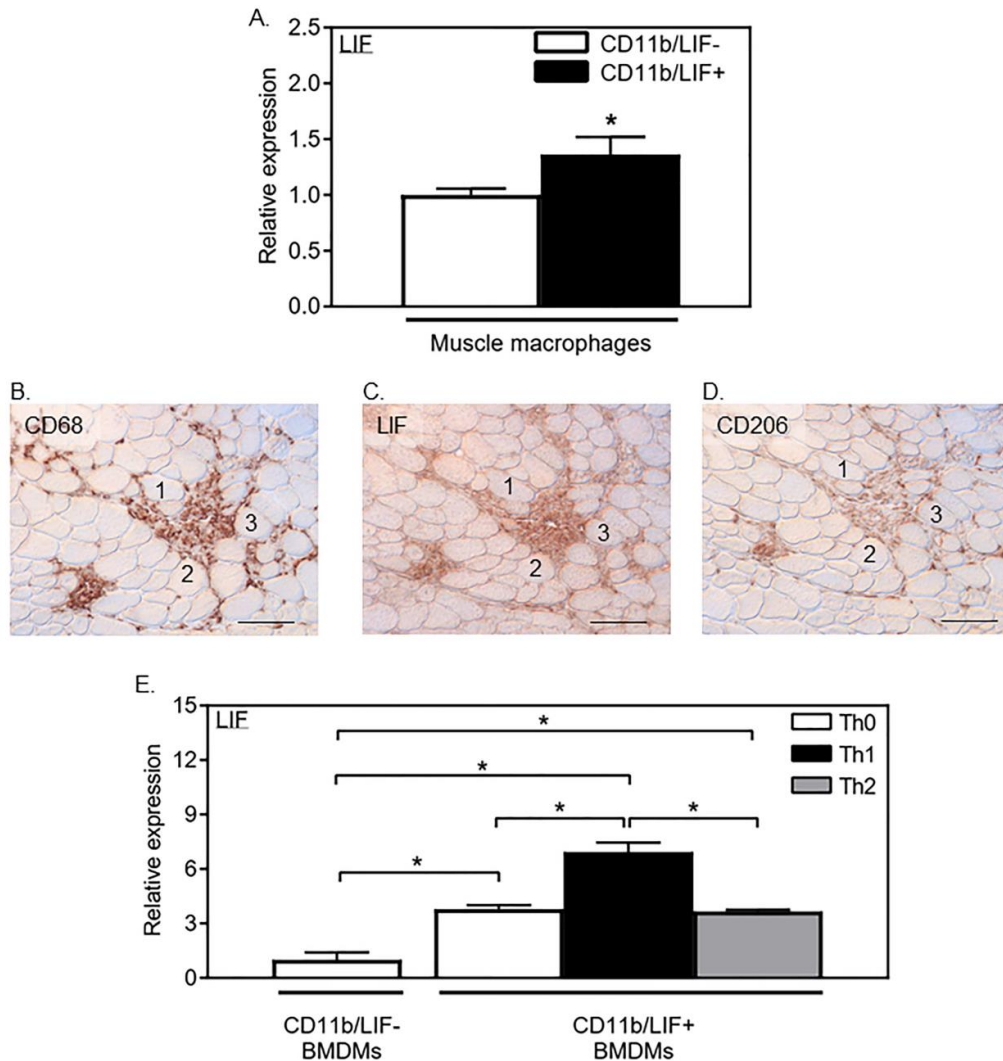 A.
LIF
CD11b/LIF-
CD11b/LIF+
2.5
2.0
1.5
1.0
0.5
0.0
Relative expression
*
Muscle macrophages
B.
CD68
1
2
3
C.
LIF
1
2
3
D.
CD206
1
2
3
E.
LIF
Th0
Th1
Th2
15
12
9
6
3
0
Relative expression
*
*
*
*
*
CD11b/LIF-
BMDMs
CD11b/LIF+
BMDMs